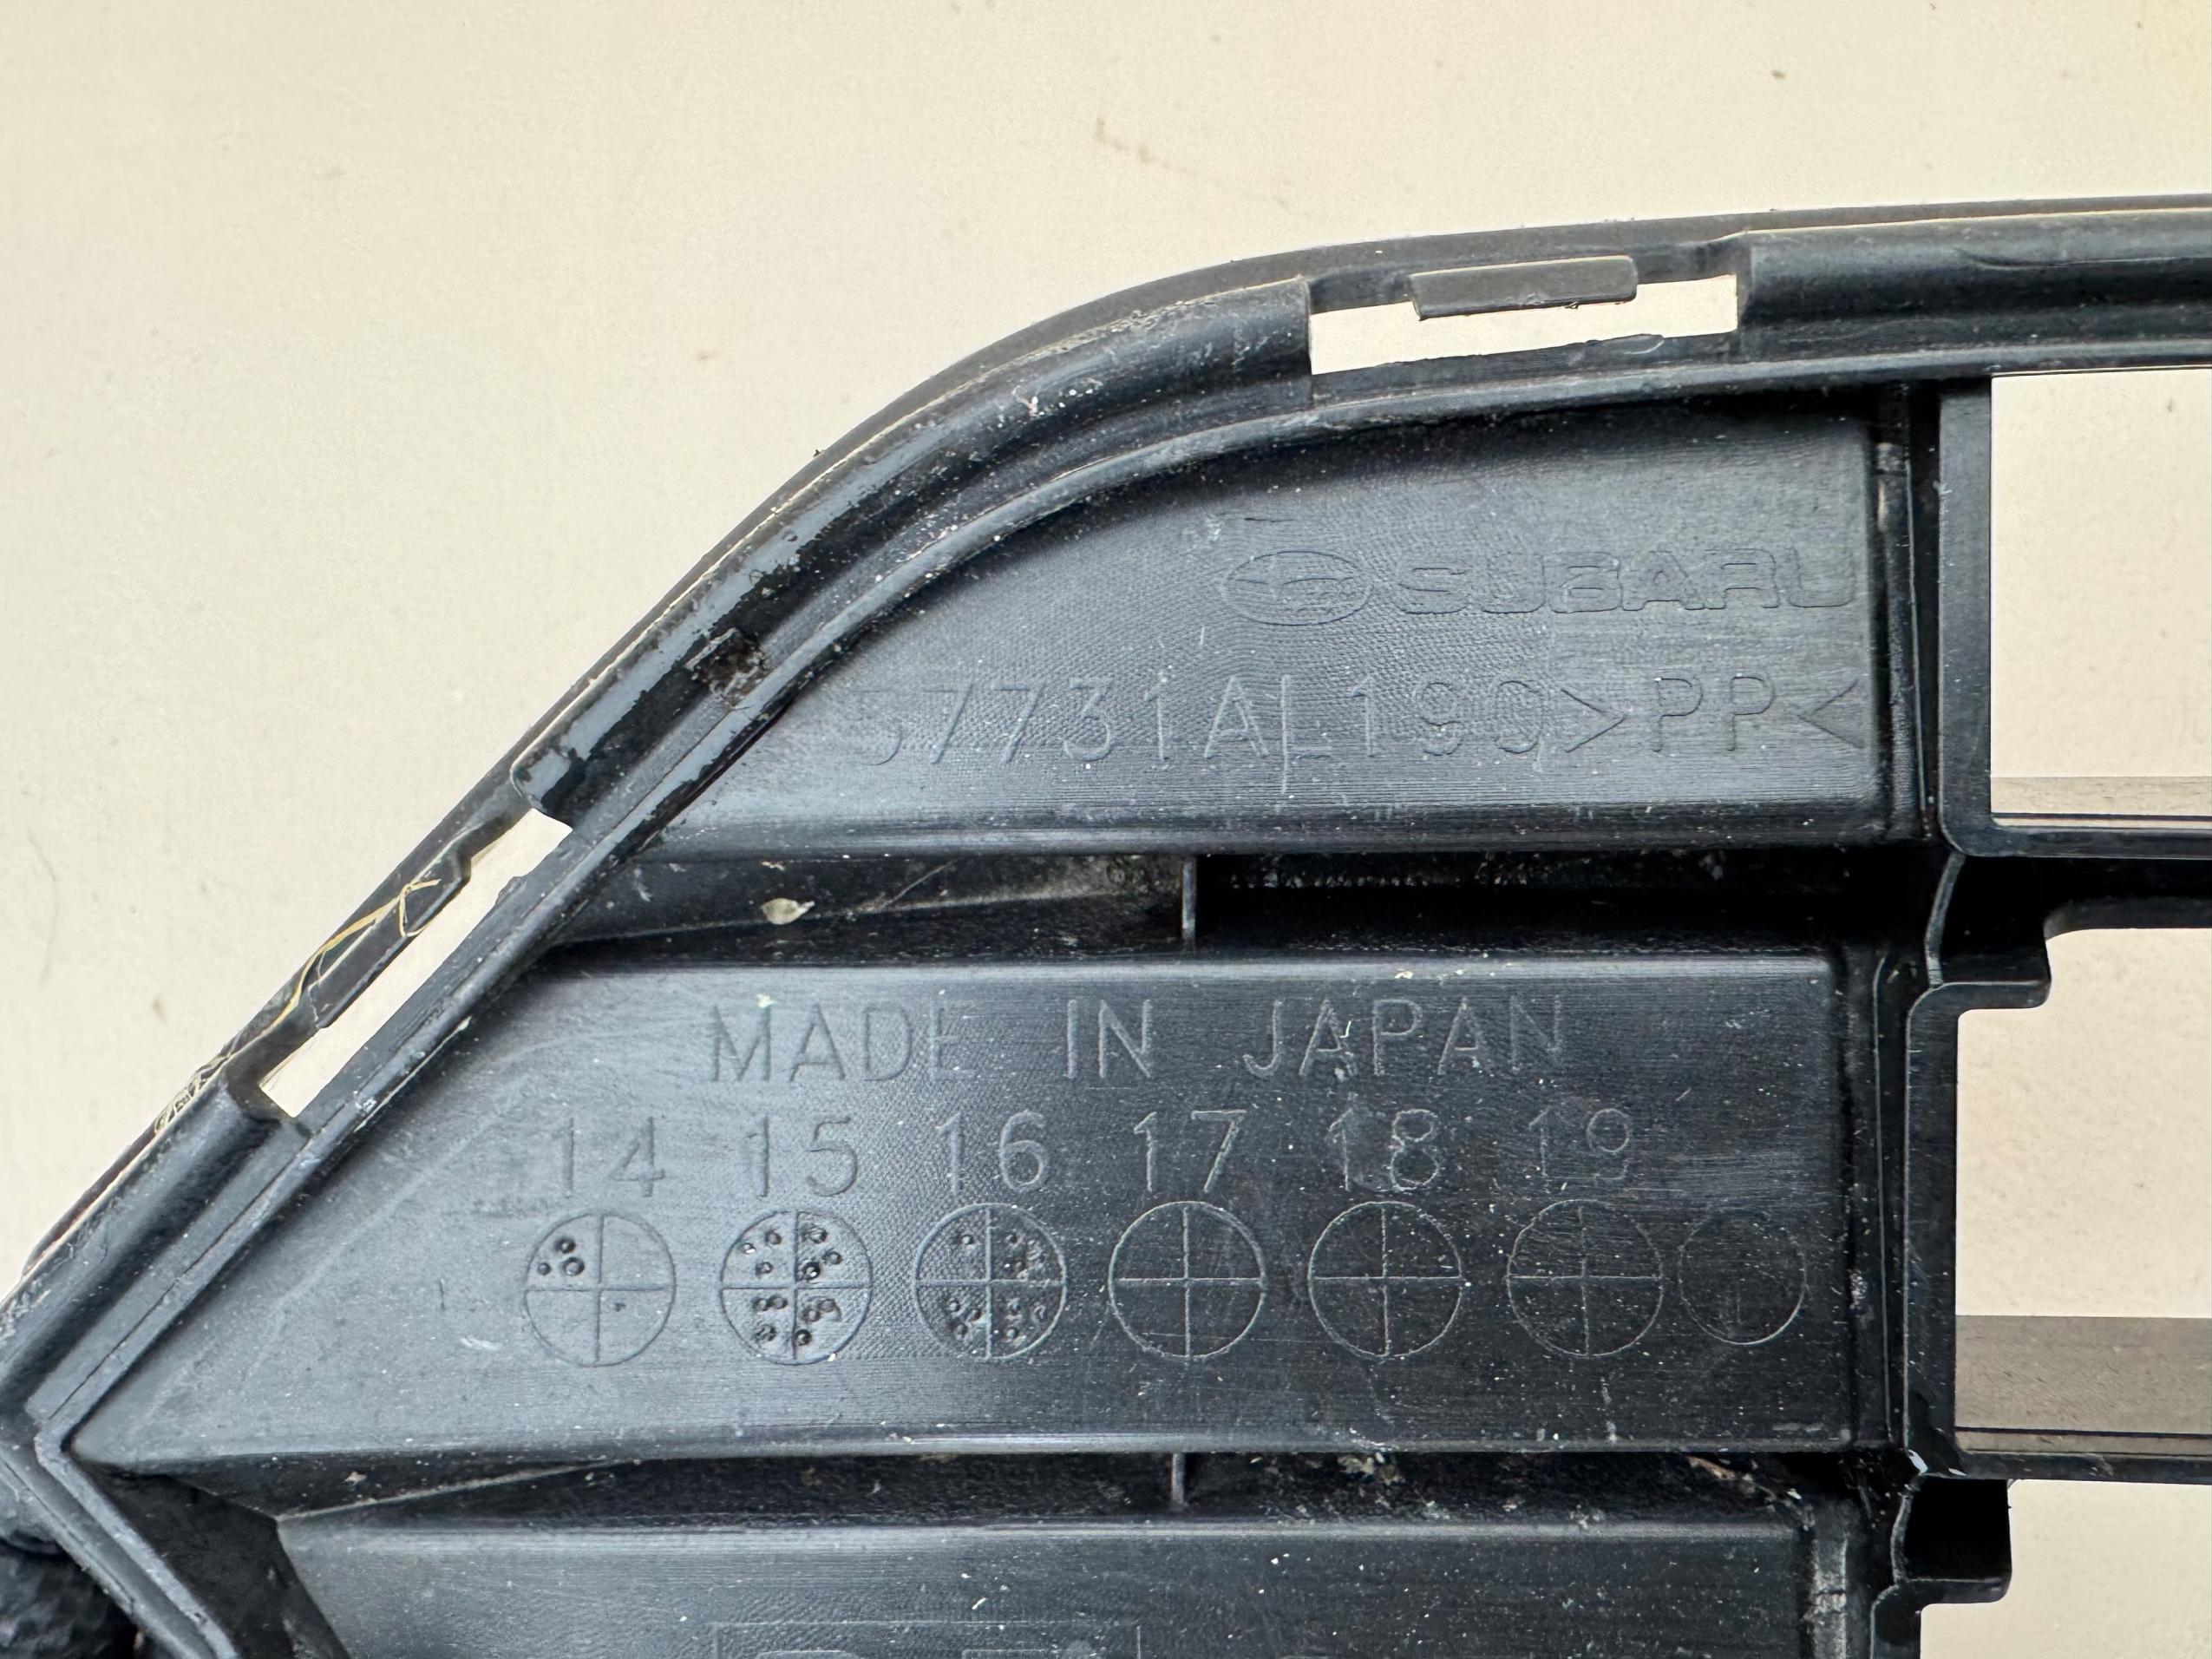 SUBARU
57731AL190>PP<
MADE IN JAPAN
14 15 16 17 18 19